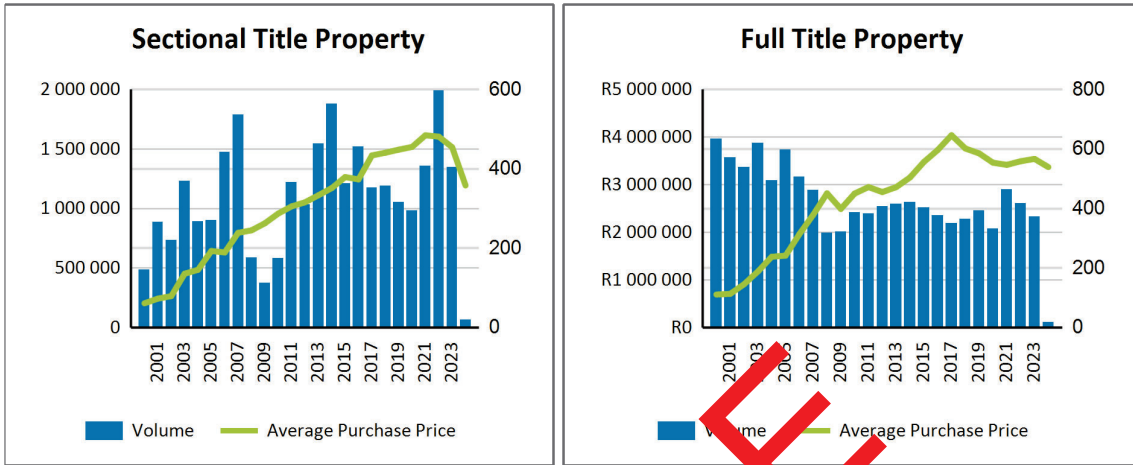 Sectional Title Property
2 000 000
1 500 000
1 000 000
500 000
0
600
400
200
0
2001
2003
2005
2007
2009
2011
2013
2015
2017
2019
2021
2023
Volume
Average Purchase Price
Full Title Property
R5 000 000
R4 000 000
R3 000 000
R2 000 000
R1 000 000
R0
800
600
400
200
0
2001
2003
2005
2007
2009
2011
2013
2015
2017
2019
2021
2023
Volume
Average Purchase Price